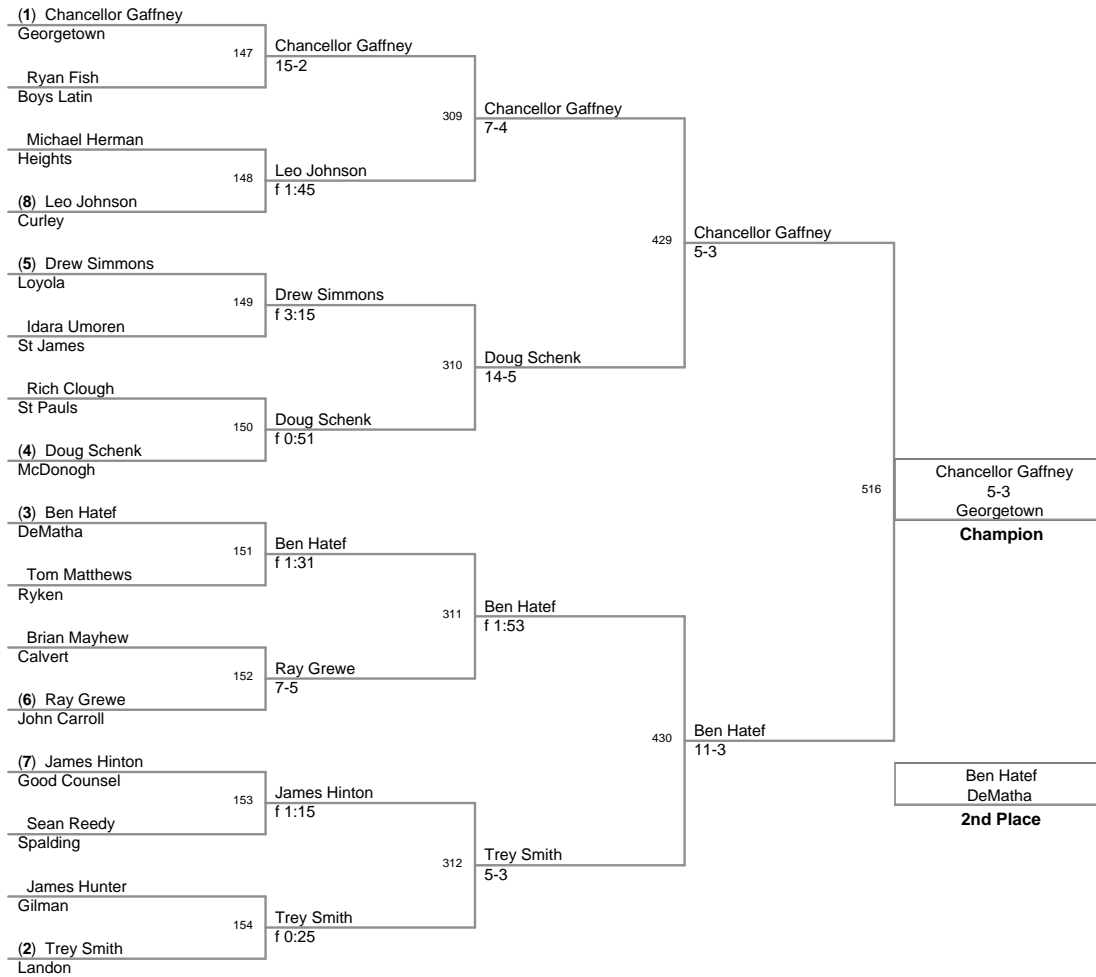 (1) Chancellor Gaffney
Georgetown
147
Chancellor Gaffney
15-2
Ryan Fish
Boys Latin
309
Chancellor Gaffney
7-4
Michael Herman
Heights
148
Leo Johnson
f 1:45
(8) Leo Johnson
Curley
429
Chancellor Gaffney
5-3
(5) Drew Simmons
Loyola
149
Drew Simmons
f 3:15
Idara Umoren
St James
310
Doug Schenk
14-5
Rich Clough
St Pauls
150
Doug Schenk
f 0:51
(4) Doug Schenk
McDonogh
516
Chancellor Gaffney
5-3
Georgetown
Champion
(3) Ben Hatef
DeMatha
151
Ben Hatef
f 1:31
Tom Matthews
Ryken
311
Ben Hatef
f 1:53
Brian Mayhew
Calvert
152
Ray Grewe
7-5
(6) Ray Grewe
John Carroll
430
Ben Hatef
11-3
(7) James Hinton
Good Counsel
153
James Hinton
f 1:15
Sean Reedy
Spalding
312
Trey Smith
5-3
James Hunter
Gilman
154
Trey Smith
f 0:25
(2) Trey Smith
Landon
Ben Hatef
DeMatha
2nd Place